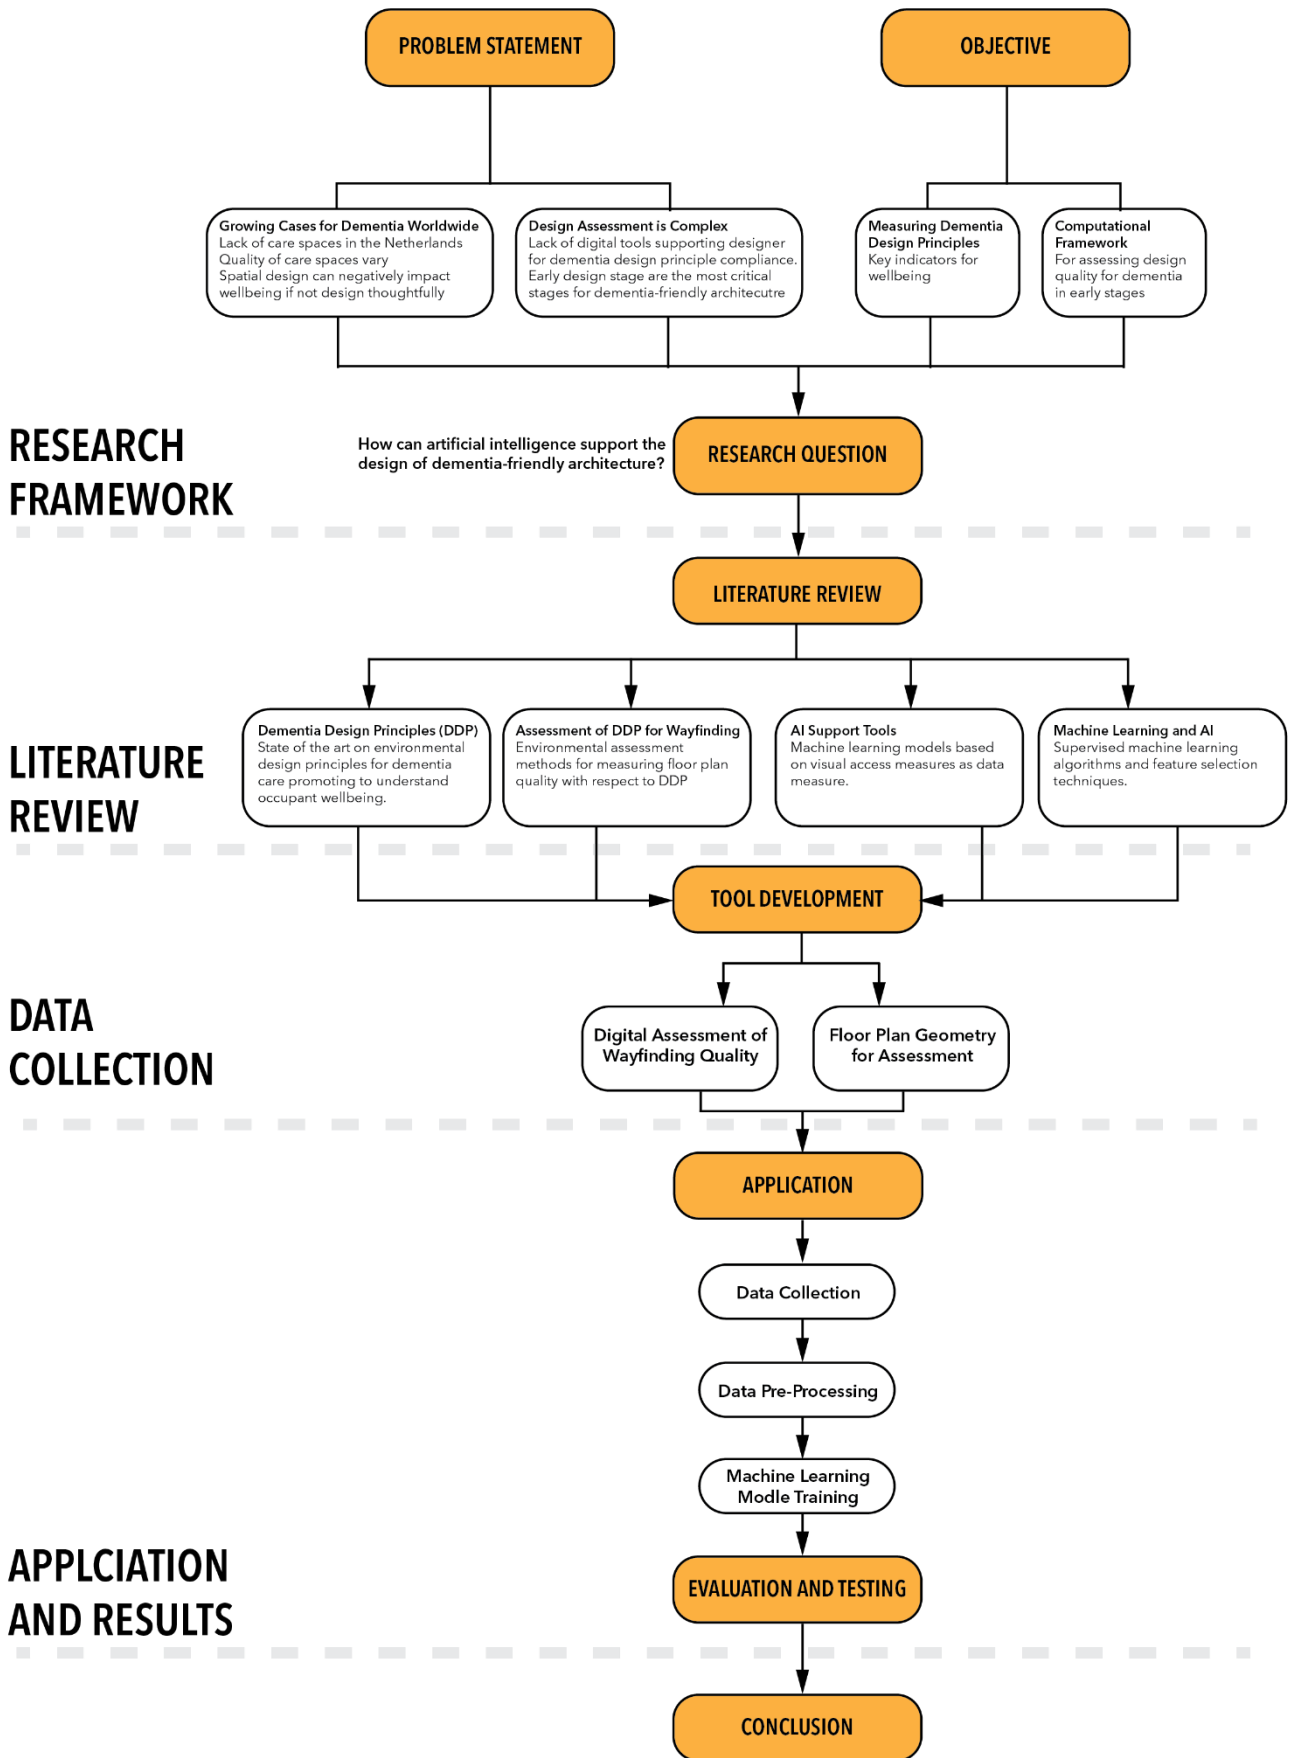 PROBLEM STATEMENT
OBJECTIVE
Growing Cases for Dementia Worldwide
Lack of care spaces in the Netherlands
Quality of care spaces vary
Spatial design can negatively impact
wellbeing if not design thoughtfully
Design Assessment is Complex
Lack of digital tools supporting designer
for dementia design principle compliance.
Early design stage are the most critical
stages for dementia-friendly architecutre
Measuring Dementia
Design Principles
Key indicators for
wellbeing
Computational
Framework
For assessing design
quality for dementia
in early stages
RESEARCH
FRAMEWORK
How can artificial intelligence support the
design of dementia-friendly architecture?
RESEARCH QUESTION
LITERATURE REVIEW
LITERATURE
REVIEW
Dementia Design Principles (DDP)
State of the art on environmental
design principles for dementia
care promoting to understand
occupant wellbeing.
Assessment of DDP for Wayfinding
Environmental assessment
methods for measuring floor plan
quality with respect to DDP
AI Support Tools
Machine learning models based
on visual access measures as data
measure.
Machine Learning and AI
Supervised machine learning
algorithms and feature selection
techniques.
TOOL DEVELOPMENT
DATA
COLLECTION
Digital Assessment of
Wayfinding Quality
Floor Plan Geometry
for Assessment
APPLICATION
Data Collection
Data Pre-Processing
Machine Learning
Modle Training
APPLCIATION
AND RESULTS
EVALUATION AND TESTING
CONCLUSION